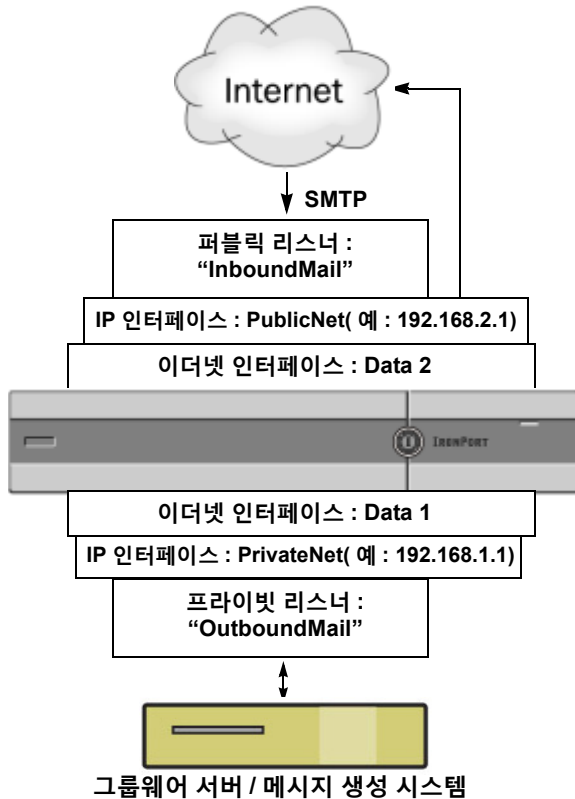 Internet
SMTP
퍼블릭 리스너 :
“InboundMail”
IP 인터페이스 : PublicNet( 예 : 192.168.2.1)
이더넷 인터페이스 : Data 2
IRONPORT
이더넷 인터페이스 : Data 1
IP 인터페이스 : PrivateNet( 예 : 192.168.1.1)
프라이빗 리스너 :
“OutboundMail”
그룹웨어 서버 / 메시지 생성 시스템